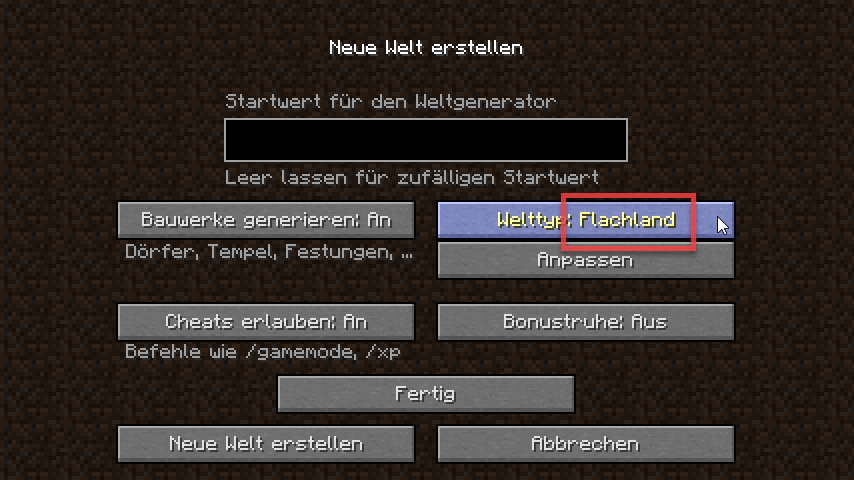 Neue Welt erstellen
Startwert für den Weltgenerator
Leer lassen für zufälligen Startwert
Bauwerke generieren: An
Welttyp: Flachland
Dörfer, Tempel, Festungen, ...
Anpassen
Cheats erlauben: An
Bonustruhe: Aus
Befehle wie /gamemode, /xp
Fertig
Neue Welt erstellen
Abbrechen